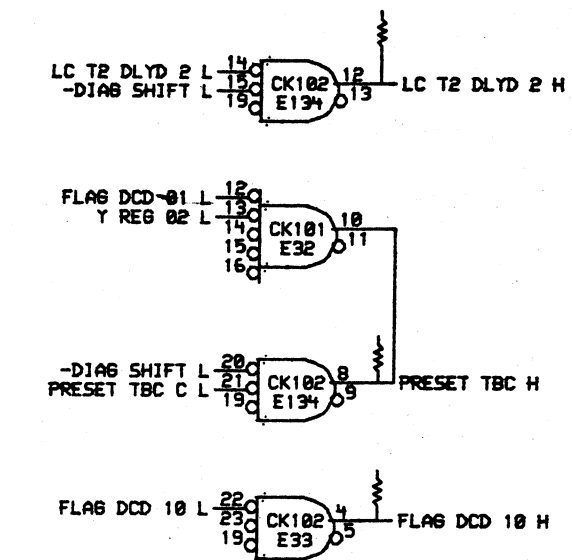 14
LC T2 DLYD 2 L
12
15
CK102
LC T2 DLYD 2 H
-DIAG SHIFT L
13
19
E134
12
FLAG DCD-01 L
13
Y REG 02 L
10
14
CK101
11
15
E32
16
20
-DIAG SHIFT L
8
21
CK102
PRESET TBC H
PRESET TBC C L
9
19
E134
22
FLAG DCD 10 L
4
23
CK102
FLAG DCD 10 H
5
19
E33